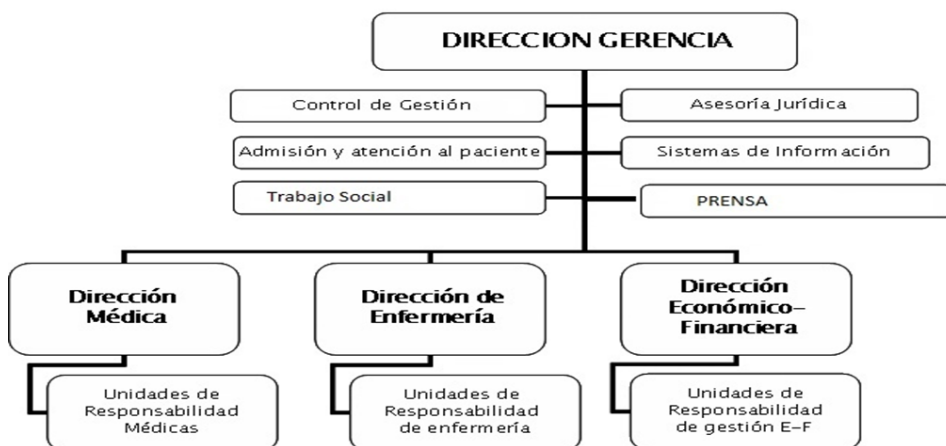 DIRECCION GERENCIA
Control de Gestión
Asesoría Jurídica
Admisión y atención al paciente
Sistemas de Información
Trabajo Social
PRENSA
Dirección
Médica
Dirección de
Enfermería
Dirección
Económico-
Financiera
Unidades de
Responsabilidad
Médicas
Unidades de
Responsabilidad
de enfermería
Unidades de
Responsabilidad
de gestión E-F